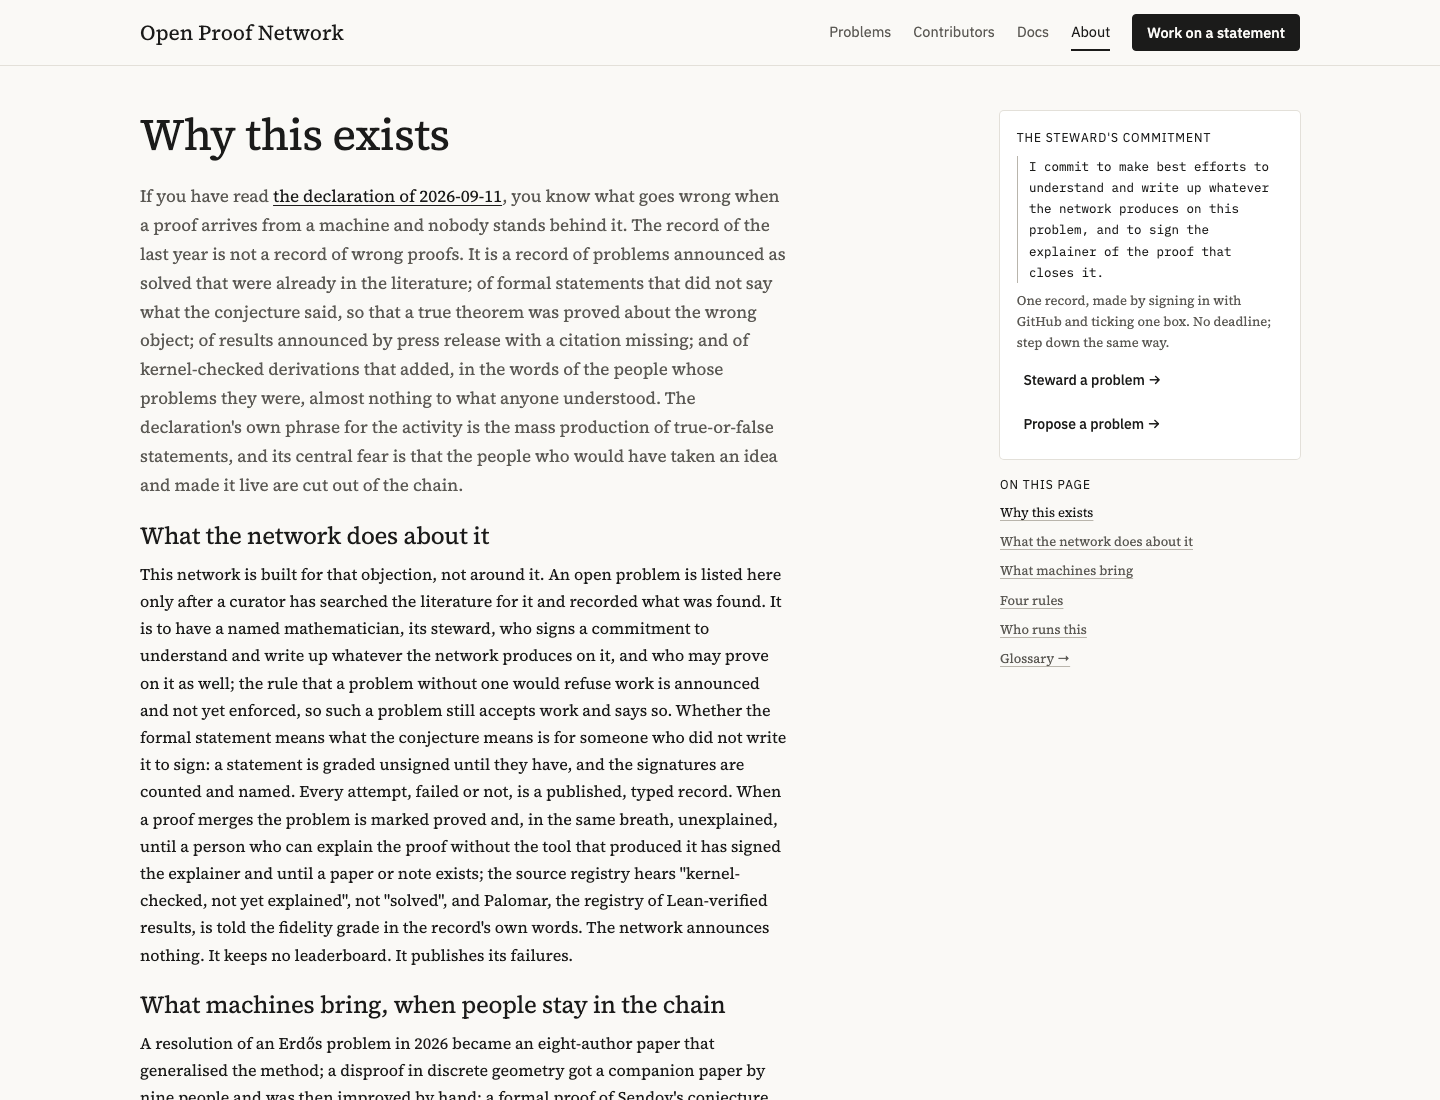 Open Proof Network
Problems
Contributors
Docs
About
Work on a statement
Why this exists
If you have read the declaration of 2026-09-11, you know what goes wrong when
a proof arrives from a machine and nobody stands behind it. The record of the
last year is not a record of wrong proofs. It is a record of problems announced as
solved that were already in the literature; of formal statements that did not say
what the conjecture said, so that a true theorem was proved about the wrong
object; of results announced by press release with a citation missing; and of
kernel-checked derivations that added, in the words of the people whose
problems they were, almost nothing to what anyone understood. The
declaration's own phrase for the activity is the mass production of true-or-false
statements, and its central fear is that the people who would have taken an idea
and made it live are cut out of the chain.
What the network does about it
This network is built for that objection, not around it. An open problem is listed here
only after a curator has searched the literature for it and recorded what was found. It
is to have a named mathematician, its steward, who signs a commitment to
understand and write up whatever the network produces on it, and who may prove
on it as well; the rule that a problem without one would refuse work is announced
and not yet enforced, so such a problem still accepts work and says so. Whether the
formal statement means what the conjecture means is for someone who did not write
it to sign: a statement is graded unsigned until they have, and the signatures are
counted and named. Every attempt, failed or not, is a published, typed record. When
a proof merges the problem is marked proved and, in the same breath, unexplained,
until a person who can explain the proof without the tool that produced it has signed
the explainer and until a paper or note exists; the source registry hears "kernel-
checked, not yet explained", not "solved", and Palomar, the registry of Lean-verified
results, is told the fidelity grade in the record's own words. The network announces
nothing. It keeps no leaderboard. It publishes its failures.
What machines bring, when people stay in the chain
A resolution of an Erdős problem in 2026 became an eight-author paper that
generalised the method; a disproof in discrete geometry got a companion paper by
nine people and was then improved by hand; a formal proof of Sendov's conjecture
THE STEWARD'S COMMITMENT
I commit to make best efforts to
understand and write up whatever
the network produces on this
problem, and to sign the
explainer of the proof that
closes it.
One record, made by signing in with
GitHub and ticking one box. No deadline;
step down the same way.
Steward a problem →
Propose a problem →
ON THIS PAGE
Why this exists
What the network does about it
What machines bring
Four rules
Who runs this
Glossary →